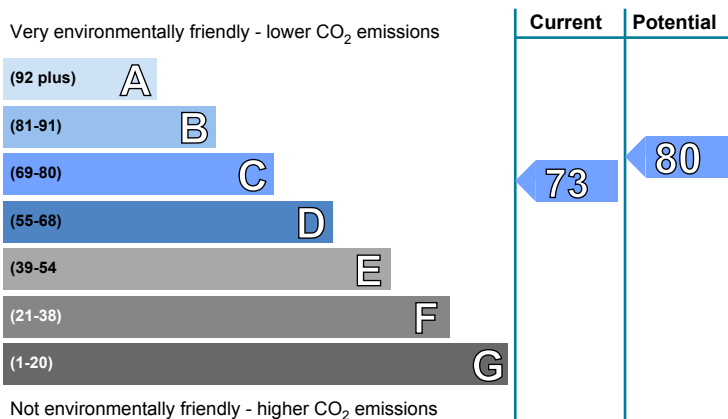 Current Potential
Very environmentally friendly - lower CO2 emissions
(92 plus) A
(81-91) B
(69-80) C
(55-68) D
(39-54 E
(21-38) F
(1-20) G
73
80
Not environmentally friendly - higher CO2 emissions